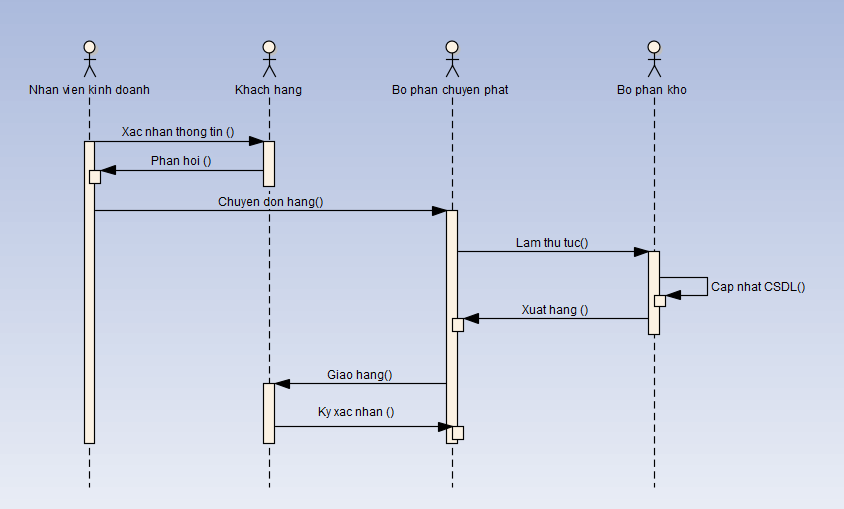 Nhan vien kinh doanh
Khach hang
Bo phan chuyen phat
Bo phan kho
Xac nhan thong tin ()
Phan hoi ()
Chuyen don hang()
Lam thu tuc()
Cap nhat CSDL()
Xuat hang ()
Giao hang()
Ky xac nhan ()